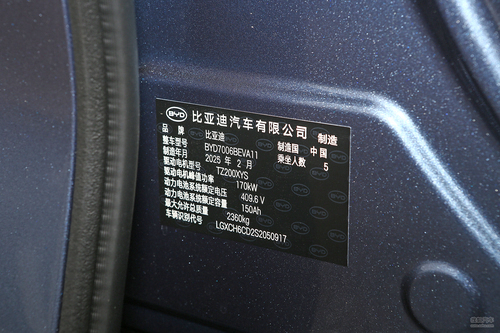 BYD 比亚迪汽车有限公司 制造
品牌 比亚迪 制造国 中国
整车型号 BYD7006BEVA11 乘坐人数 5
制造年月 2025 年 2 月
驱动电机型号 TZ200XYS
驱动电机峰值功率 170kW
动力电池系统额定电压 409.6 V
动力电池系统额定容量 150Ah
最大允许总质量 2360kg
车辆识别代号 LGXCH6CD2S2050917